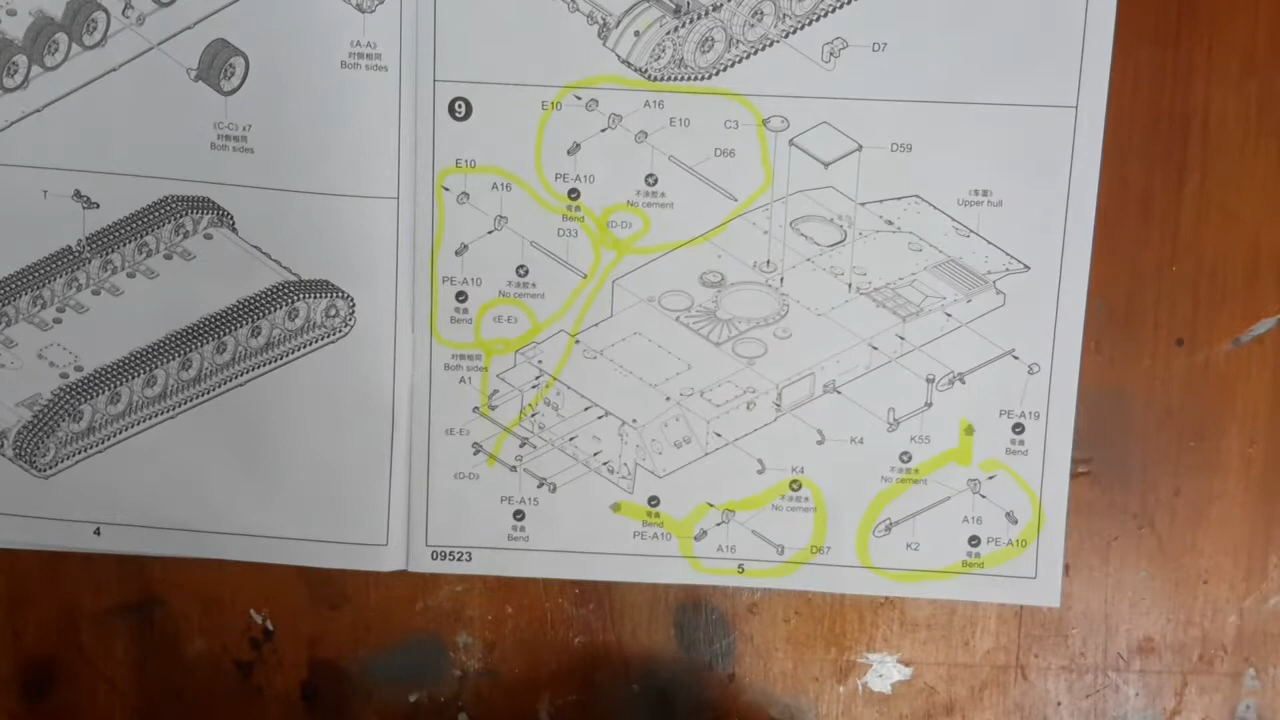 《A-A》
对侧相同
Both sides
《C-C》x7
对侧相同
Both sides
T
4
D7
9
E10
A16
E10
D66
PE-A10
弯曲
Bend
不涂胶水
No cement
《D-D》
C3
D59
《车罩》
Upper hull
E10
A16
D33
PE-A10
弯曲
Bend
不涂胶水
No cement
《E-E》
对侧相同
Both sides
A1
《E-E》
《D-D》
PE-A15
弯曲
Bend
K4
K4
K55
PE-A19
弯曲
Bend
弯曲
Bend
PE-A10
A16
不涂胶水
No cement
D67
不涂胶水
No cement
K2
A16
PE-A10
弯曲
Bend
09523
5